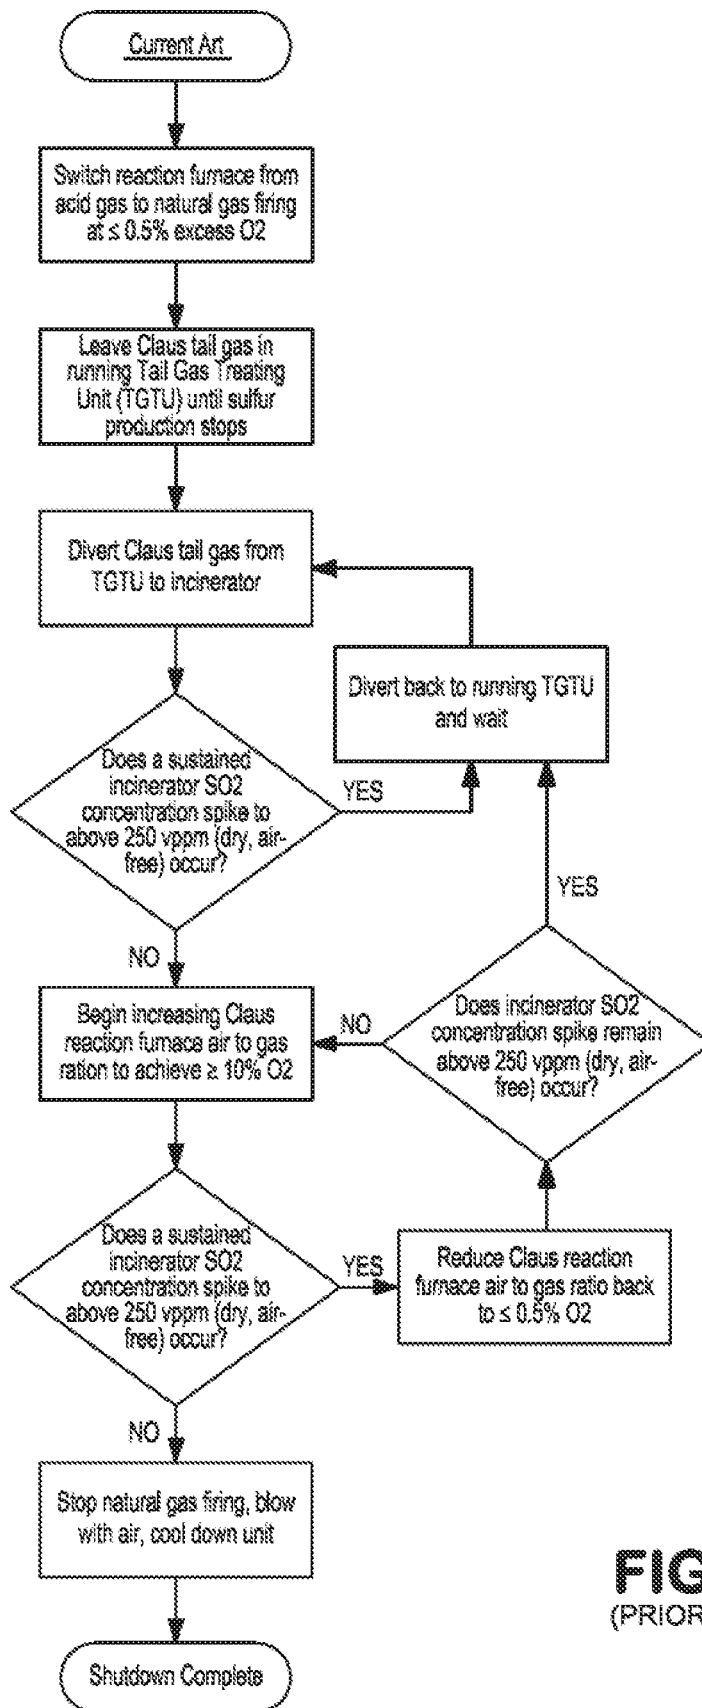 Current Art
Switch reaction furnace from
acid gas to natural gas firing
at ≤ 0.5% excess O2
Leave Claus tail gas in
running Tail Gas Treating
Unit (TGTU) until sulfur
production stops
Divert Claus tail gas from
TGTU to incinerator
Divert back to running TGTU
and wait
Does a sustained
incinerator SO2
concentration spike to
above 250 vppm (dry, air-
free) occur?
YES
YES
NO
Begin increasing Claus
reaction furnace air to gas
ration to achieve ≥ 10% O2
NO
Does incinerator SO2
concentration spike remain
above 250 vppm (dry, air-
free) occur?
Does a sustained
incinerator SO2
concentration spike to
above 250 vppm (dry, air-
free) occur?
YES
Reduce Claus reaction
furnace air to gas ratio back
to ≤ 0.5% O2
NO
Stop natural gas firing, blow
with air, cool down unit
FIG
(PRIOR
Shutdown Complete